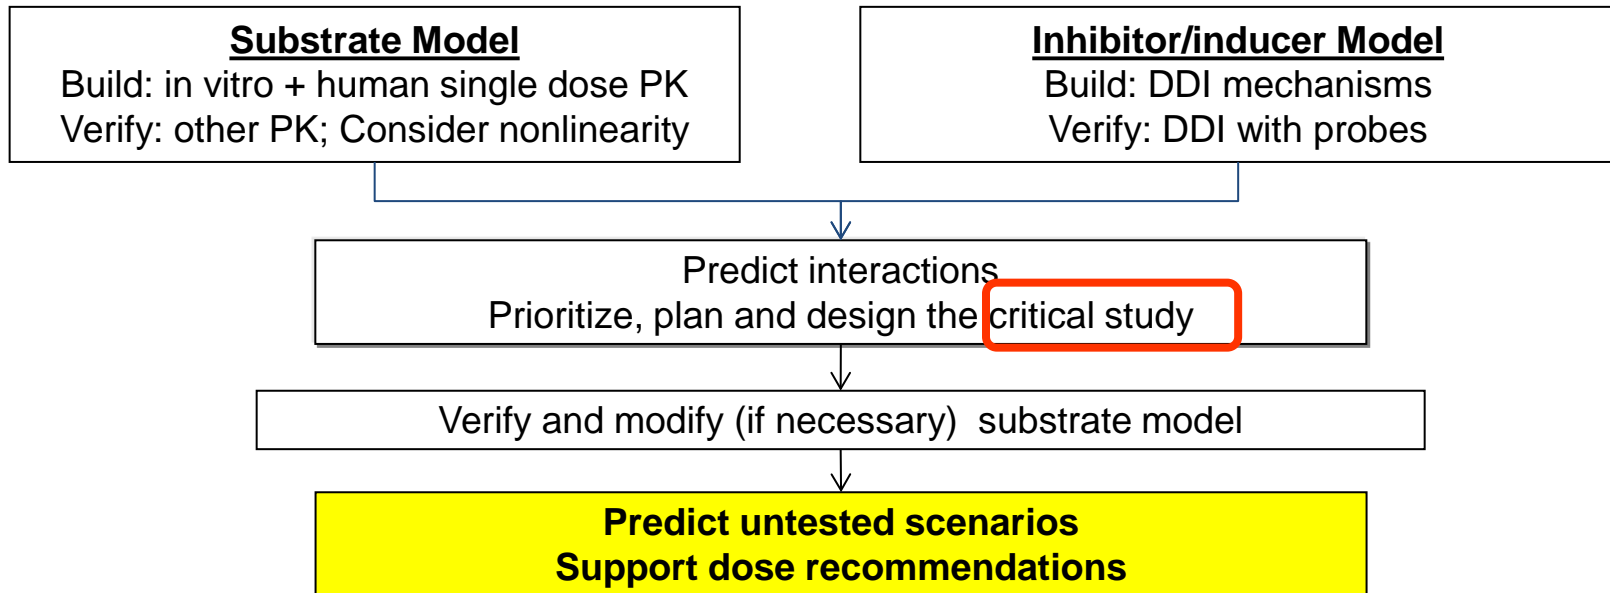 Substrate Model
Build: in vitro + human single dose PK
Verify: other PK; Consider nonlinearity
Inhibitor/inducer Model
Build: DDI mechanisms
Verify: DDI with probes
Predict interactions
Prioritize, plan and design the critical study
Verify and modify (if necessary) substrate model
Predict untested scenarios
Support dose recommendations